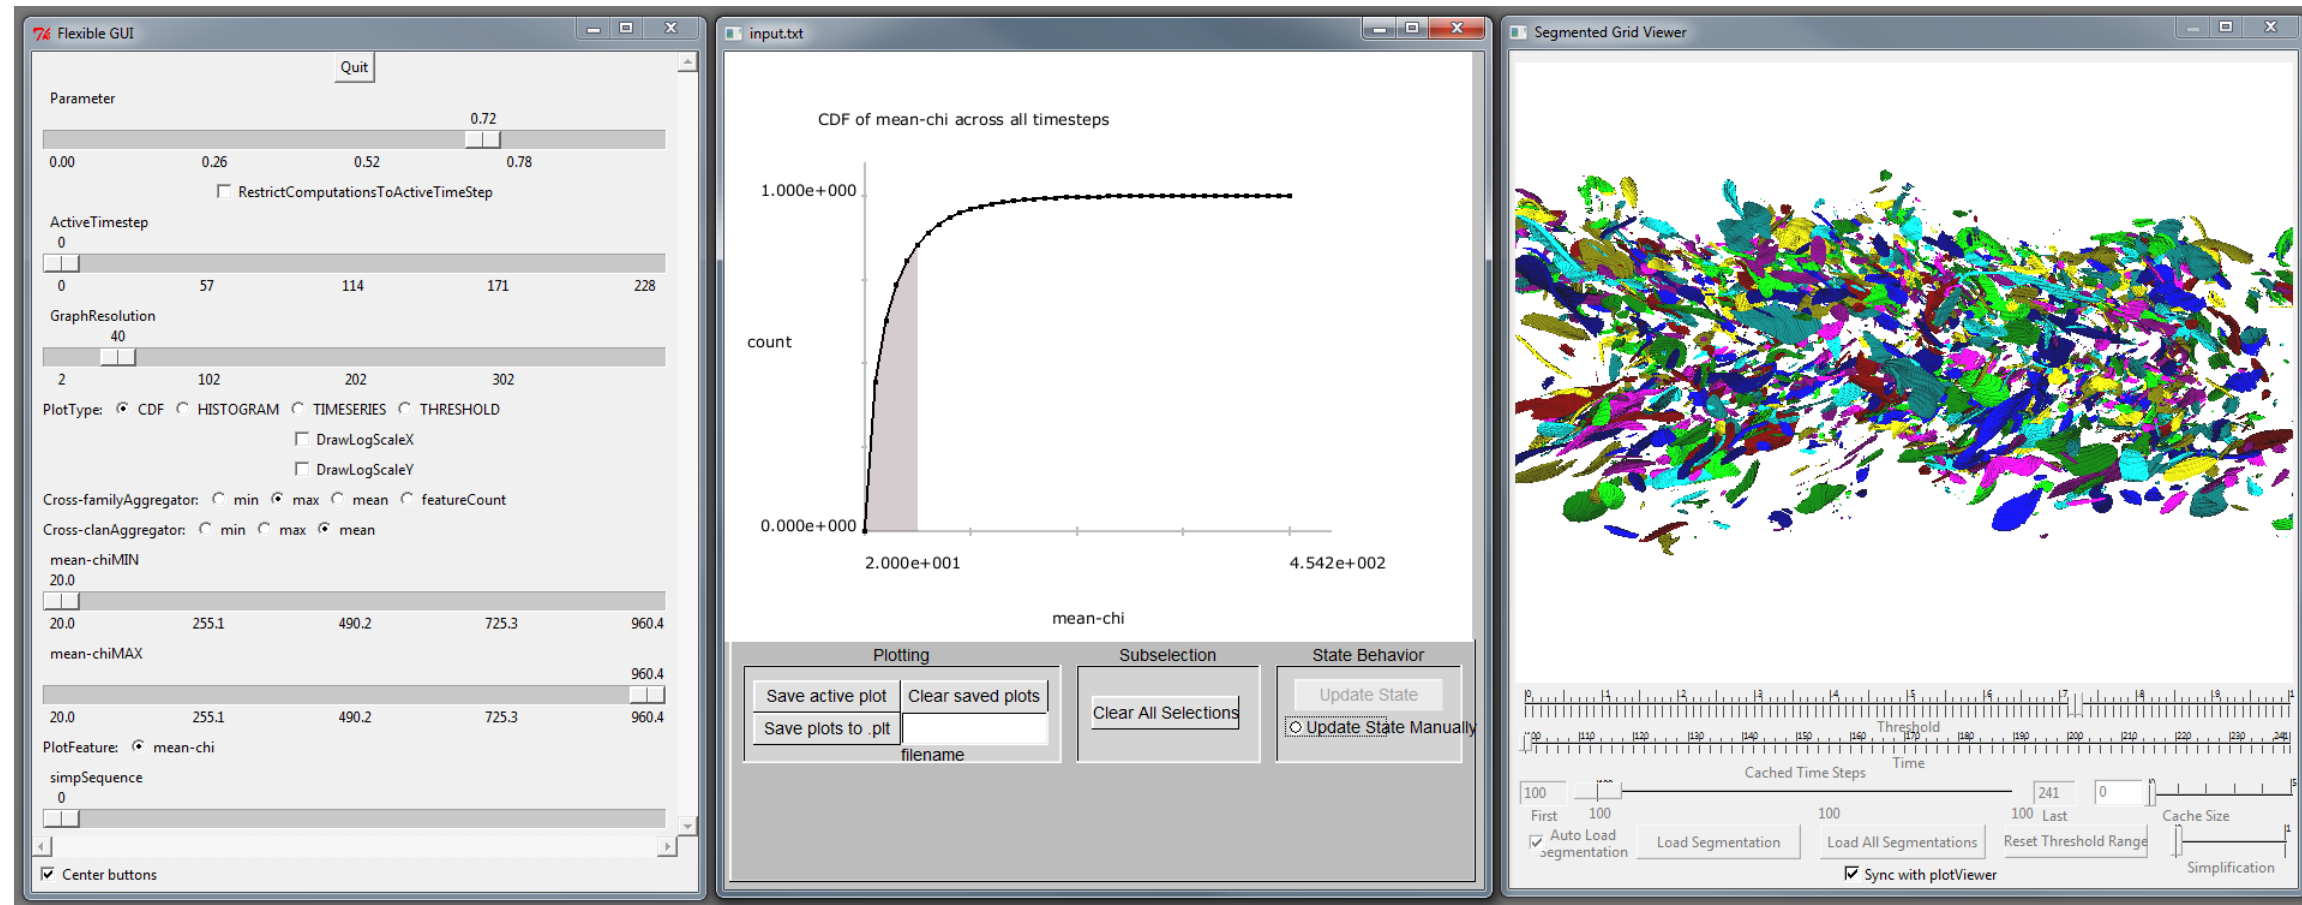 Flexible GUI
Quit
Parameter
0.72
0.00 0.26 0.52 0.78
RestrictComputationsToActiveTimeStep
ActiveTimestep
0
0 57 114 171 228
GraphResolution
40
2 102 202 302
PlotType: CDF HISTOGRAM TIMESERIES THRESHOLD
DrawLogScaleX
DrawLogScaleY
Cross-familyAggregator: min max mean featureCount
Cross-clanAggregator: min max mean
mean-chiMIN
20.0
20.0 255.1 490.2 725.3 960.4
mean-chiMAX
960.4
20.0 255.1 490.2 725.3 960.4
PlotFeature: mean-chi
simpSequence
0
Center buttons
input.txt
CDF of mean-chi across all timesteps
1.000e+000
count
0.000e+000
2.000e+001 4.542e+002
mean-chi
Plotting Subselection State Behavior
Save active plot Clear saved plots Clear All Selections Update State
Save plots to .plt Update State Manually
filename
Segmented Grid Viewer
Threshold
Time
Cached Time Steps
100 241 0
First 100 100 100 Last Cache Size
Auto Load Segmentation Load Segmentation Load All Segmentations Reset Threshold Range
Simplification
Sync with plotViewer